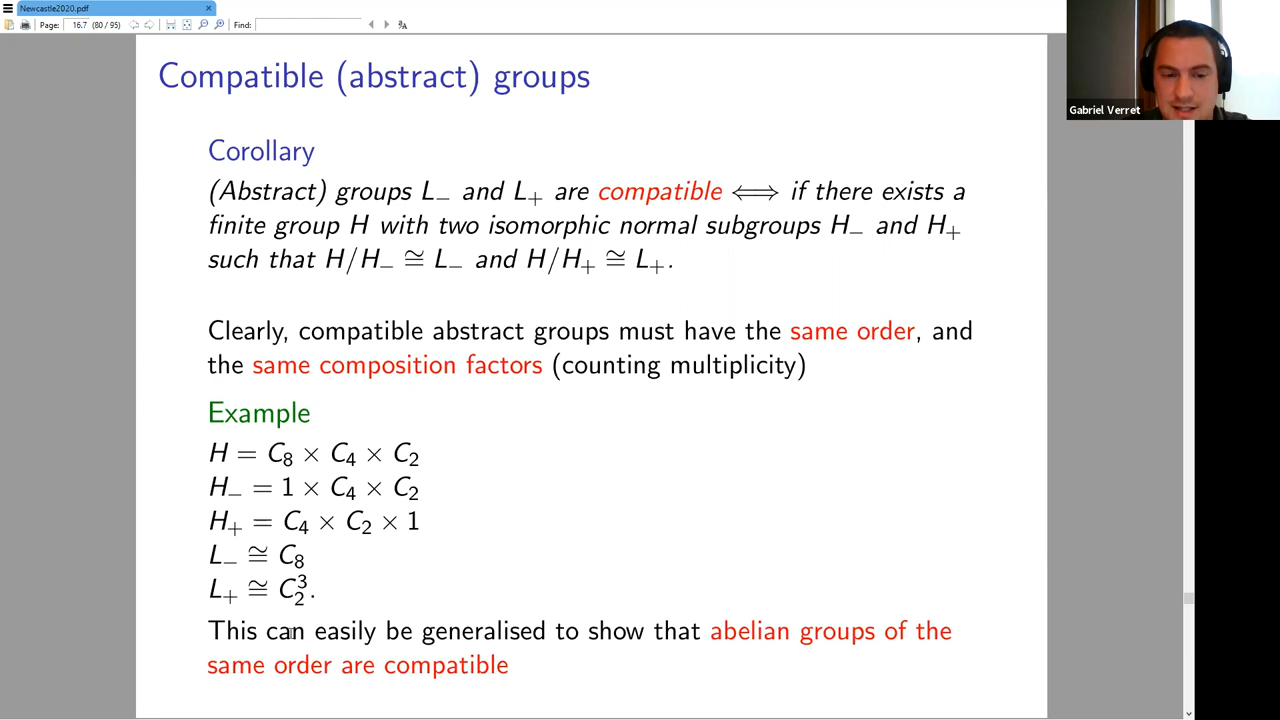 Newcastle2020.pdf
Page: 16.7 (80 / 95) Find:
Gabriel Verret
Compatible (abstract) groups
Corollary
(Abstract) groups L₋ and L₊ are compatible ⟺ if there exists a
finite group H with two isomorphic normal subgroups H₋ and H₊
such that H/H₋ ≅ L₋ and H/H₊ ≅ L₊.
Clearly, compatible abstract groups must have the same order, and
the same composition factors (counting multiplicity)
Example
H = C₈ × C₄ × C₂
H₋ = 1 × C₄ × C₂
H₊ = C₄ × C₂ × 1
L₋ ≅ C₈
L₊ ≅ C₂³.
This can easily be generalised to show that abelian groups of the
same order are compatible